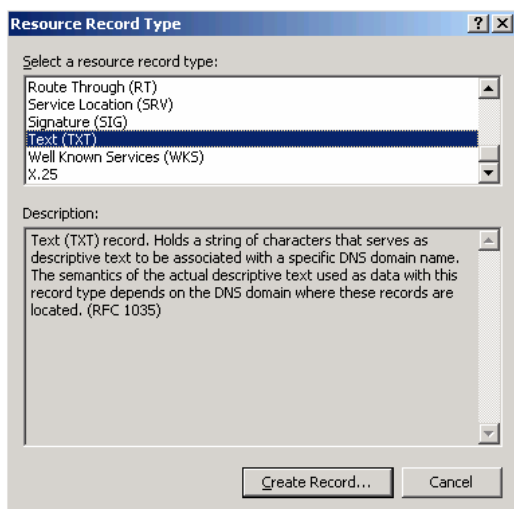 Resource Record Type
Select a resource record type:
Route Through (RT)
Service Location (SRV)
Signature (SIG)
Text (TXT)
Well Known Services (WKS)
X.25
Description:
Text (TXT) record. Holds a string of characters that serves as
descriptive text to be associated with a specific DNS domain name.
The semantics of the actual descriptive text used as data with this
record type depends on the DNS domain where these records are
located. (RFC 1035)
Create Record... Cancel